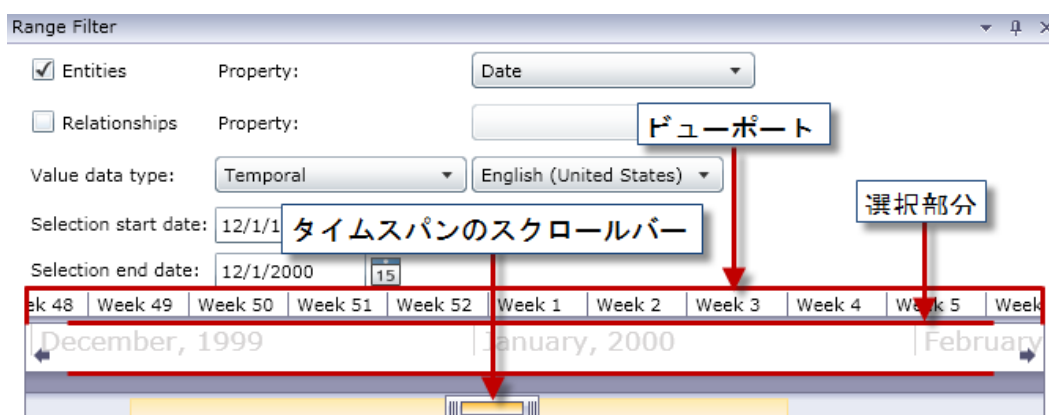 Range Filter
Entities Property: Date
Relationships Property:
ビューポート
Value data type: Temporal English (United States)
選択部分
Selection start date: 12/1/1
タイムスパンのスクロールバー
Selection end date: 12/1/2000 15
ek 48 Week 49 Week 50 Week 51 Week 52 Week 1 Week 2 Week 3 Week 4 Week 5 Week
December, 1999 January, 2000 February